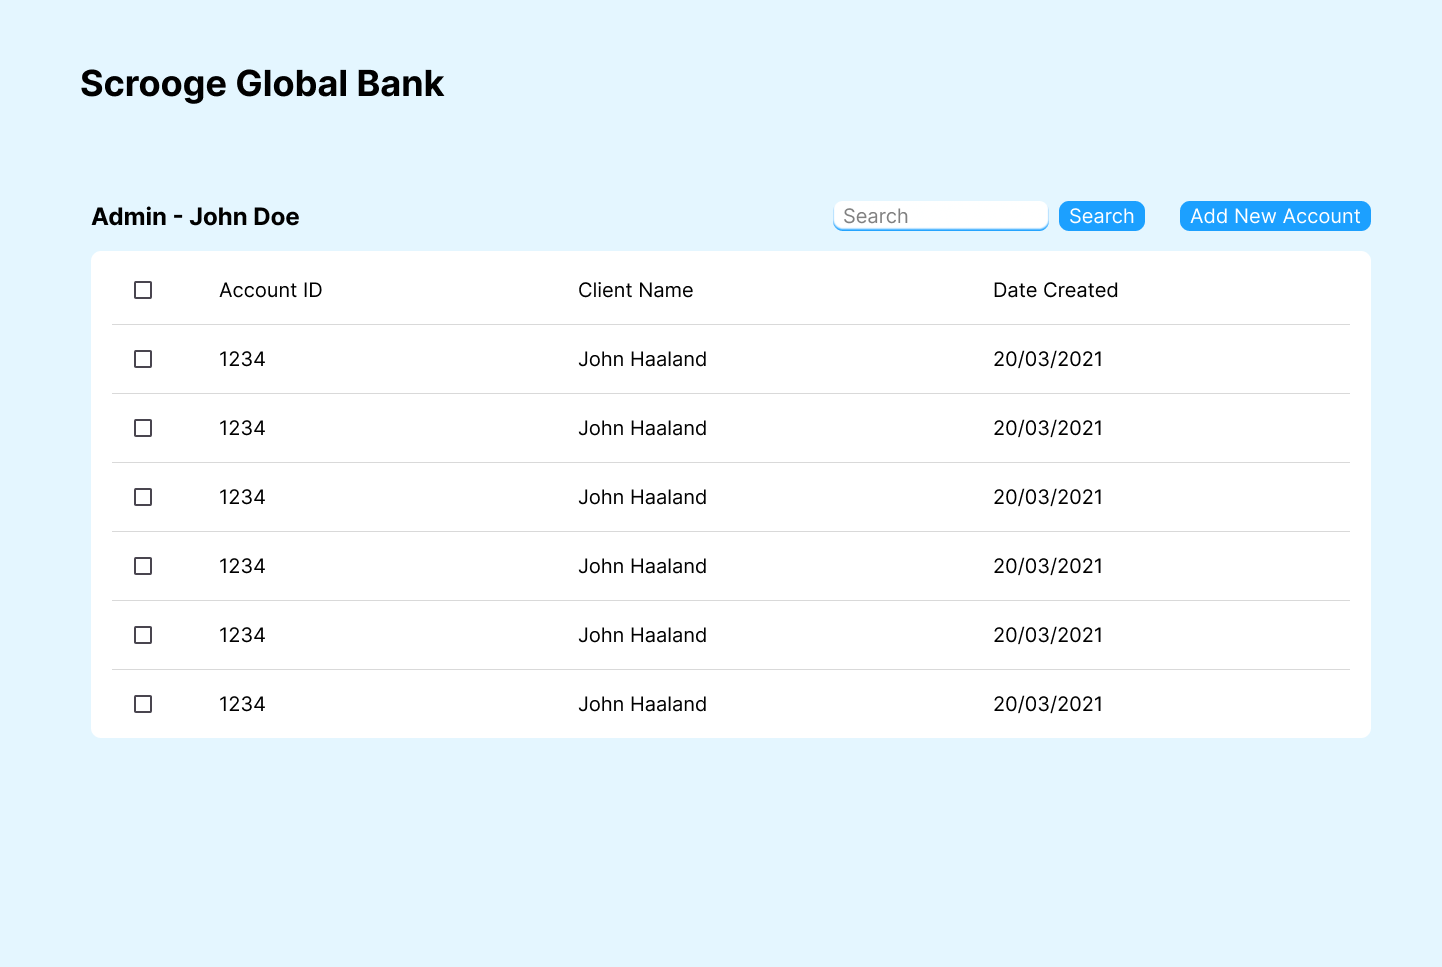 Scrooge Global Bank
Admin - John Doe
Search
Search
Add New Account
Account ID Client Name Date Created
1234 John Haaland 20/03/2021
1234 John Haaland 20/03/2021
1234 John Haaland 20/03/2021
1234 John Haaland 20/03/2021
1234 John Haaland 20/03/2021
1234 John Haaland 20/03/2021